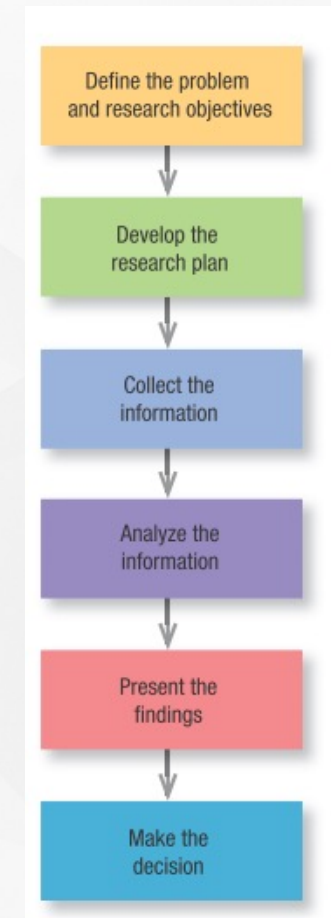 Define the problem
and research objectives
Develop the
research plan
Collect the
information
Analyze the
information
Present the
findings
Make the
decision